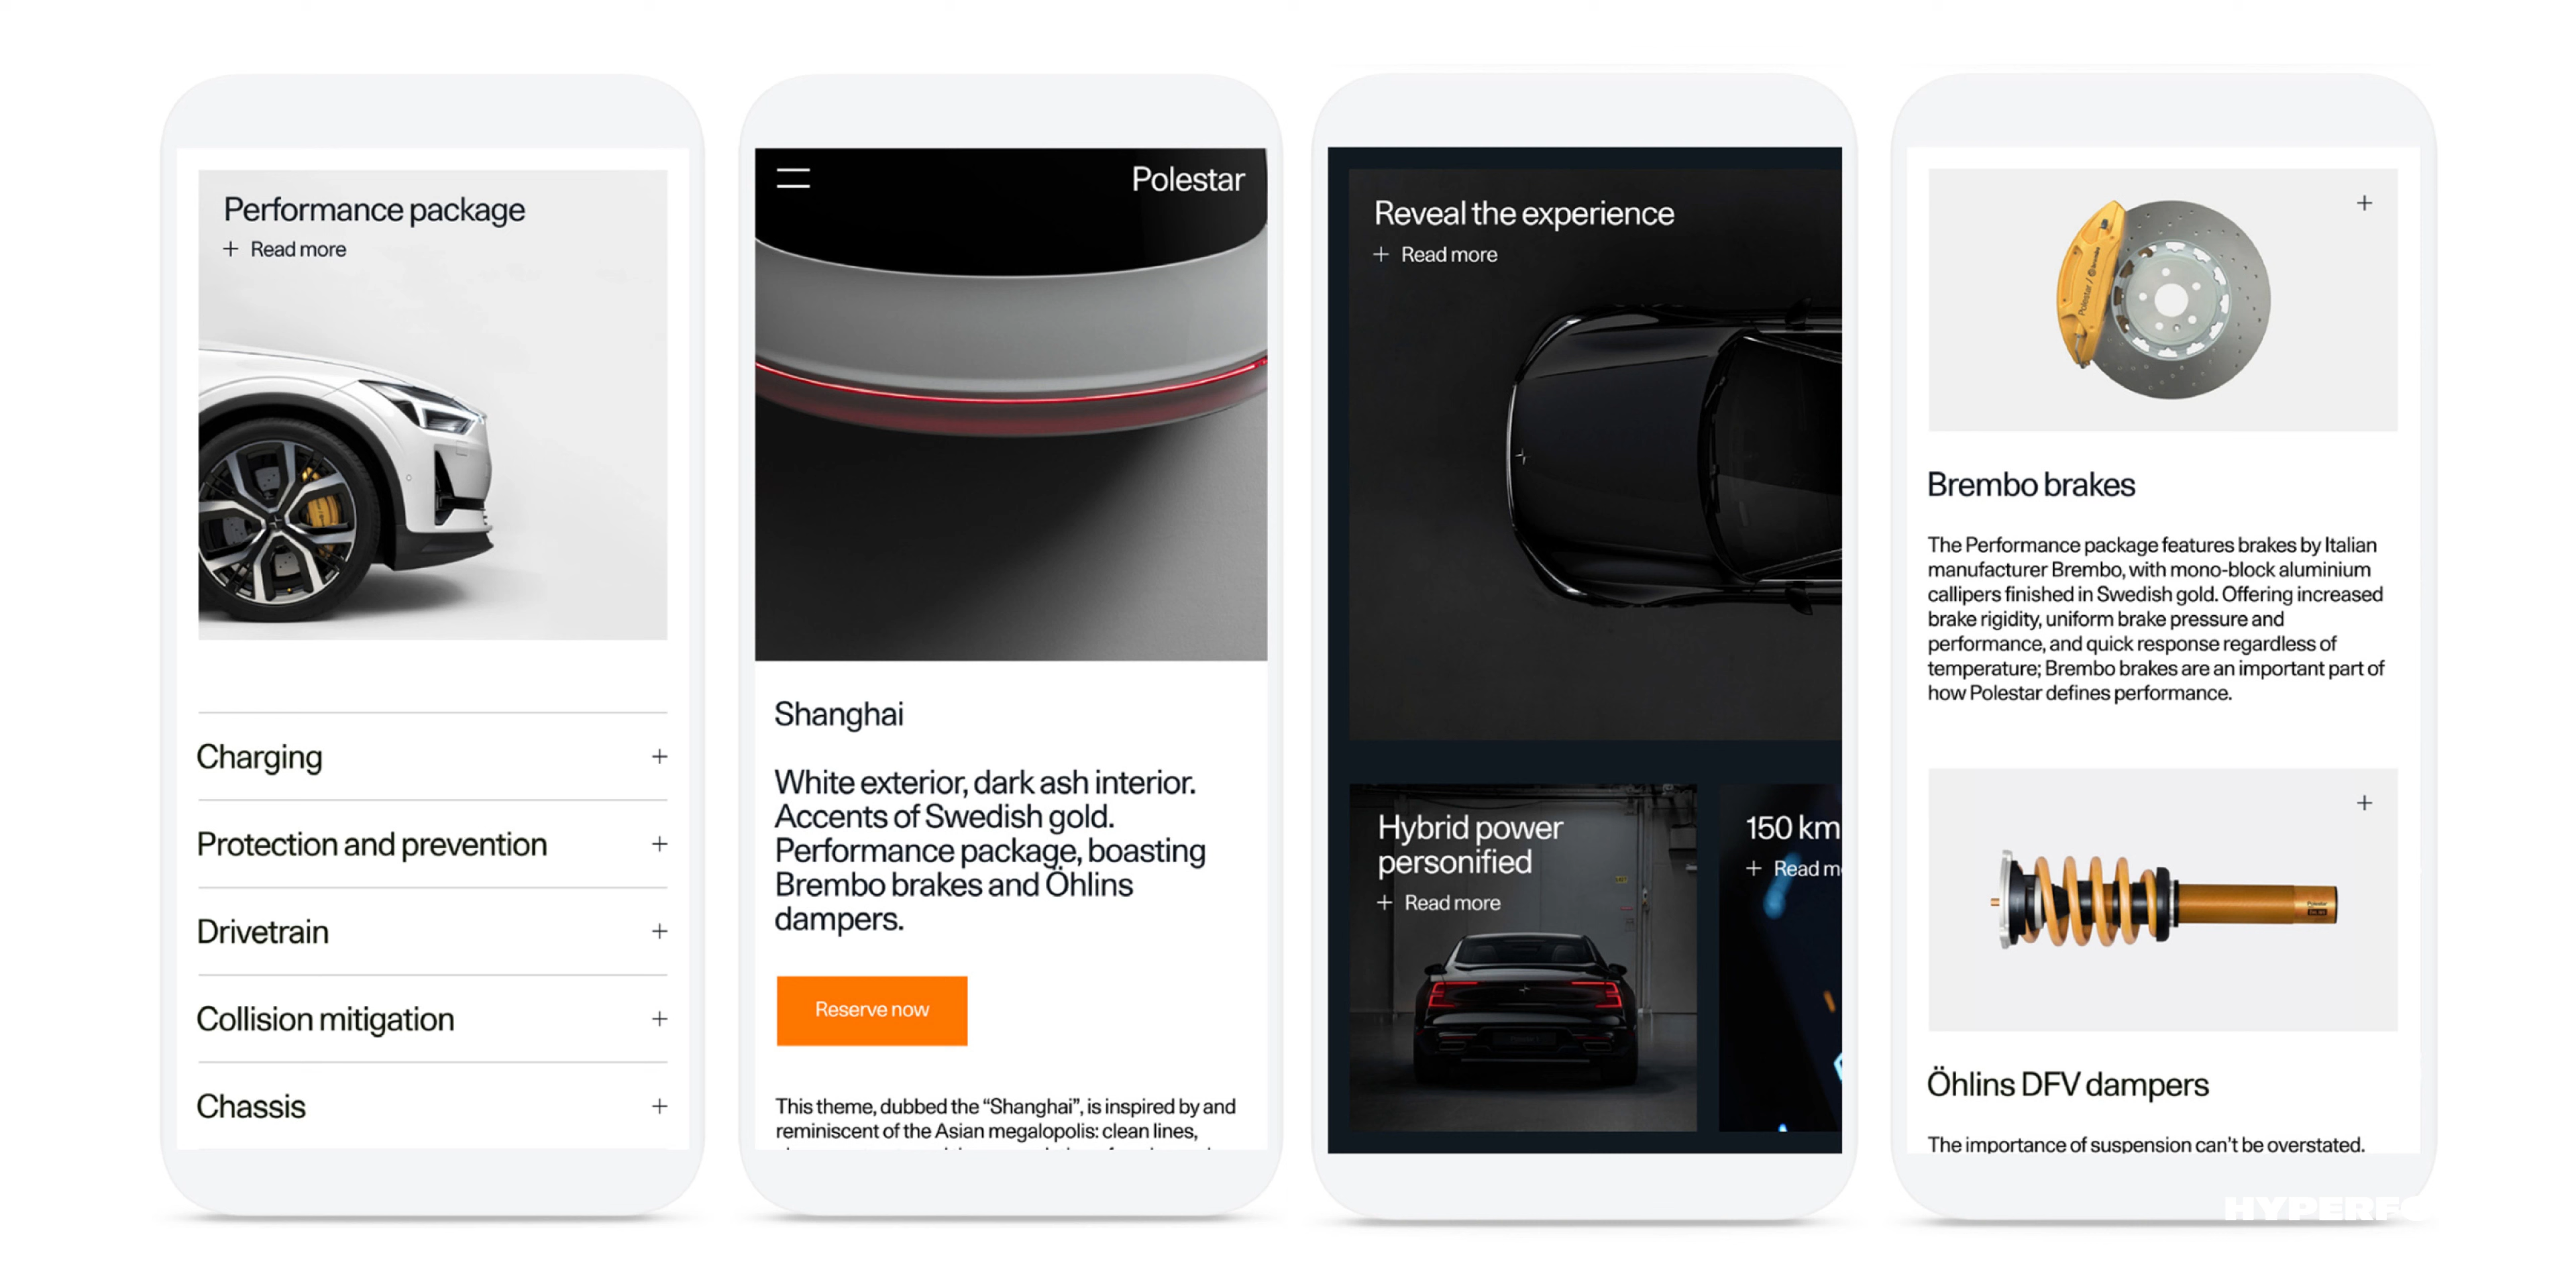 Performance package
+ Read more
Charging +
Protection and prevention +
Drivetrain +
Collision mitigation +
Chassis +
Polestar
Shanghai
White exterior, dark ash interior.
Accents of Swedish gold.
Performance package, boasting
Brembo brakes and Öhlins
dampers.
Reserve now
This theme, dubbed the “Shanghai”, is inspired by and
reminiscent of the Asian megalopolis: clean lines,
Reveal the experience
+ Read more
Hybrid power
personified
+ Read more
150 km
+ Read m
+
Polestar / brembo
Brembo brakes
The Performance package features brakes by Italian
manufacturer Brembo, with mono-block aluminium
callipers finished in Swedish gold. Offering increased
brake rigidity, uniform brake pressure and
performance, and quick response regardless of
temperature; Brembo brakes are an important part of
how Polestar defines performance.
+
Polestar
Öhlins DFV dampers
The importance of suspension can’t be overstated.
HYPERF